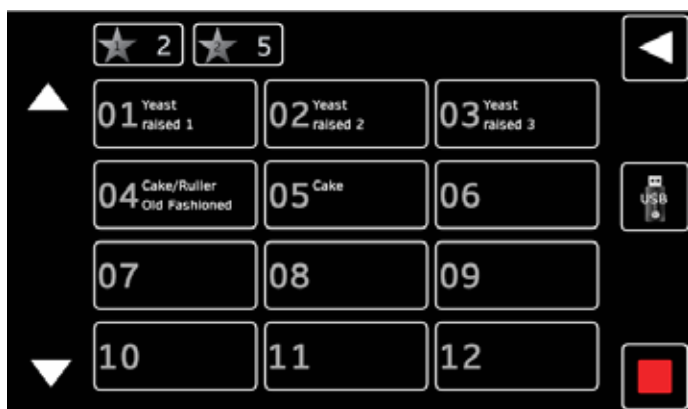 1 2 2 5
01 Yeast raised 1
02 Yeast raised 2
03 Yeast raised 3
04 Cake/Ruller Old Fashioned
05 Cake
06
USB
07
08
09
10
11
12